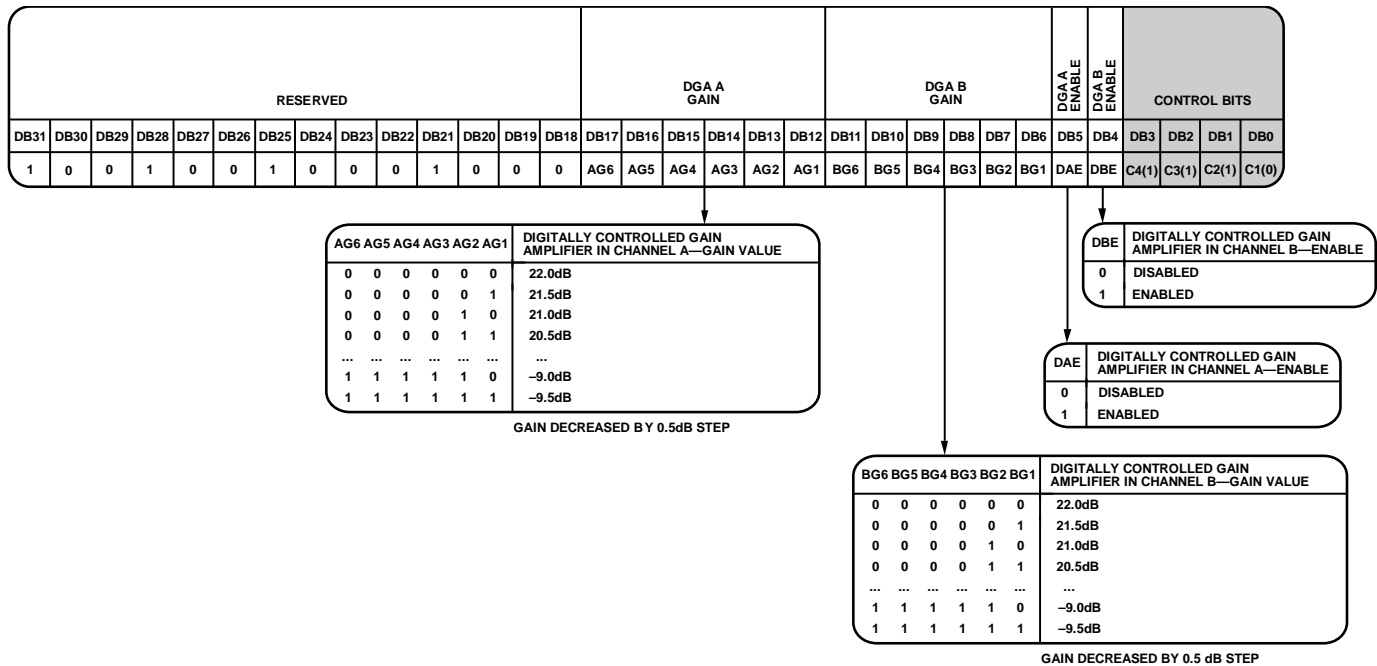 RESERVED
DGA A
GAIN
DGA B
GAIN
DGA A
ENABLE
DGA B
ENABLE
CONTROL BITS
DB31 DB30 DB29 DB28 DB27 DB26 DB25 DB24 DB23 DB22 DB21 DB20 DB19 DB18 DB17 DB16 DB15 DB14 DB13 DB12 DB11 DB10 DB9 DB8 DB7 DB6 DB5 DB4 DB3 DB2 DB1 DB0
1 0 0 1 0 0 1 0 0 0 1 0 0 0 AG6 AG5 AG4 AG3 AG2 AG1 BG6 BG5 BG4 BG3 BG2 BG1 DAE DBE C4(1) C3(1) C2(1) C1(0)
AG6 AG5 AG4 AG3 AG2 AG1 DIGITALLY CONTROLLED GAIN
AMPLIFIER IN CHANNEL A—GAIN VALUE
0 0 0 0 0 0 22.0dB
0 0 0 0 0 1 21.5dB
0 0 0 0 1 0 21.0dB
0 0 0 0 1 1 20.5dB
... ... ... ... ... ... ...
1 1 1 1 1 0 –9.0dB
1 1 1 1 1 1 –9.5dB
GAIN DECREASED BY 0.5dB STEP
DBE DIGITALLY CONTROLLED GAIN
AMPLIFIER IN CHANNEL B—ENABLE
0 DISABLED
1 ENABLED
DAE DIGITALLY CONTROLLED GAIN
AMPLIFIER IN CHANNEL A—ENABLE
0 DISABLED
1 ENABLED
BG6 BG5 BG4 BG3 BG2 BG1 DIGITALLY CONTROLLED GAIN
AMPLIFIER IN CHANNEL B—GAIN VALUE
0 0 0 0 0 0 22.0dB
0 0 0 0 0 1 21.5dB
0 0 0 0 1 0 21.0dB
0 0 0 0 1 1 20.5dB
... ... ... ... ... ... ...
1 1 1 1 1 0 –9.0dB
1 1 1 1 1 1 –9.5dB
GAIN DECREASED BY 0.5 dB STEP